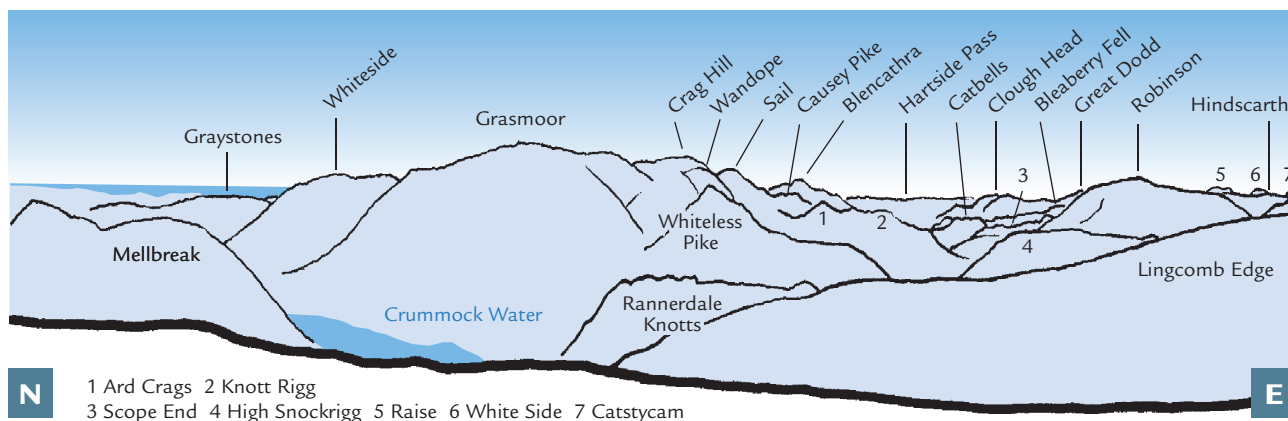 Whiteside
Graystones
Grasmoor
Crag Hill
Wandope
Sail
Causey Pike
Blencathra
Hartside Pass
Catbells
Clough Head
Bleaberry Fell
Great Dodd
Robinson
Hindscarth
3
5 6 7
1
2
4
Whiteless
Pike
Mellbreak
Lingcomb Edge
Rannerdale
Knotts
Crummock Water
N
E
1 Ard Crags 2 Knott Rigg
3 Scope End 4 High Snockrigg 5 Raise 6 White Side 7 Catstycam